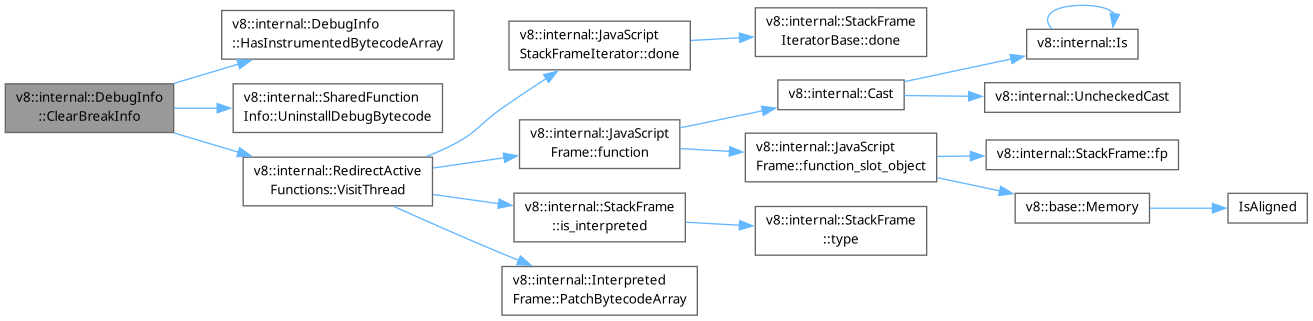 v8::internal::DebugInfo
::ClearBreakInfo
v8::internal::DebugInfo
::HasInstrumentedBytecodeArray
v8::internal::SharedFunction
Info::UninstallDebugBytecode
v8::internal::RedirectActive
Functions::VisitThread
v8::internal::JavaScript
StackFrameIterator::done
v8::internal::JavaScript
Frame::function
v8::internal::StackFrame
::is_interpreted
v8::internal::Interpreted
Frame::PatchBytecodeArray
v8::internal::StackFrame
IteratorBase::done
v8::internal::Cast
v8::internal::JavaScript
Frame::function_slot_object
v8::internal::StackFrame
::type
v8::internal::Is
v8::internal::UncheckedCast
v8::internal::StackFrame::fp
v8::base::Memory
IsAligned